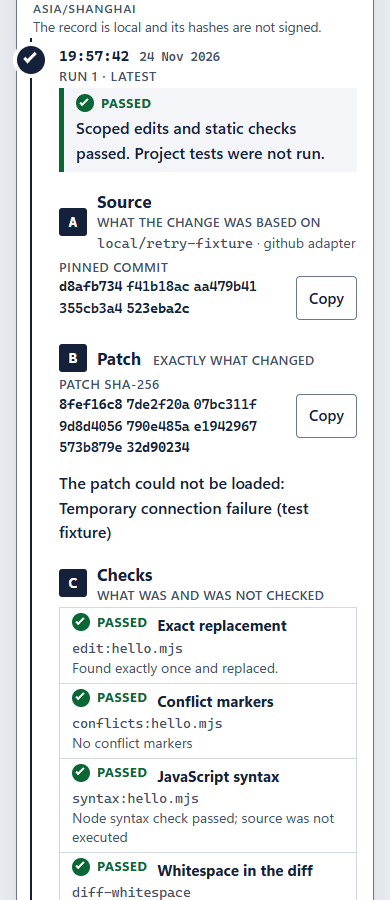 ASIA/SHANGHAI
The record is local and its hashes are not signed.
19:57:42 24 Nov 2026
RUN 1 · LATEST
PASSED
Scoped edits and static checks
passed. Project tests were not run.
A
Source
WHAT THE CHANGE WAS BASED ON
local/retry-fixture · github adapter
PINNED COMMIT
d8afb734 f41b18ac aa479b41
355cb3a4 523eba2c
Copy
B Patch EXACTLY WHAT CHANGED
PATCH SHA-256
8fef16c8 7de2f20a 07bc311f
9d8d4056 790e485a e1942967
573b879e 32d90234
Copy
The patch could not be loaded:
Temporary connection failure (test
fixture)
C
Checks
WHAT WAS AND WAS NOT CHECKED
PASSED Exact replacement
edit:hello.mjs
Found exactly once and replaced.
PASSED Conflict markers
conflicts:hello.mjs
No conflict markers
PASSED JavaScript syntax
syntax:hello.mjs
Node syntax check passed; source was not
executed
PASSED Whitespace in the diff
diff-whitespace